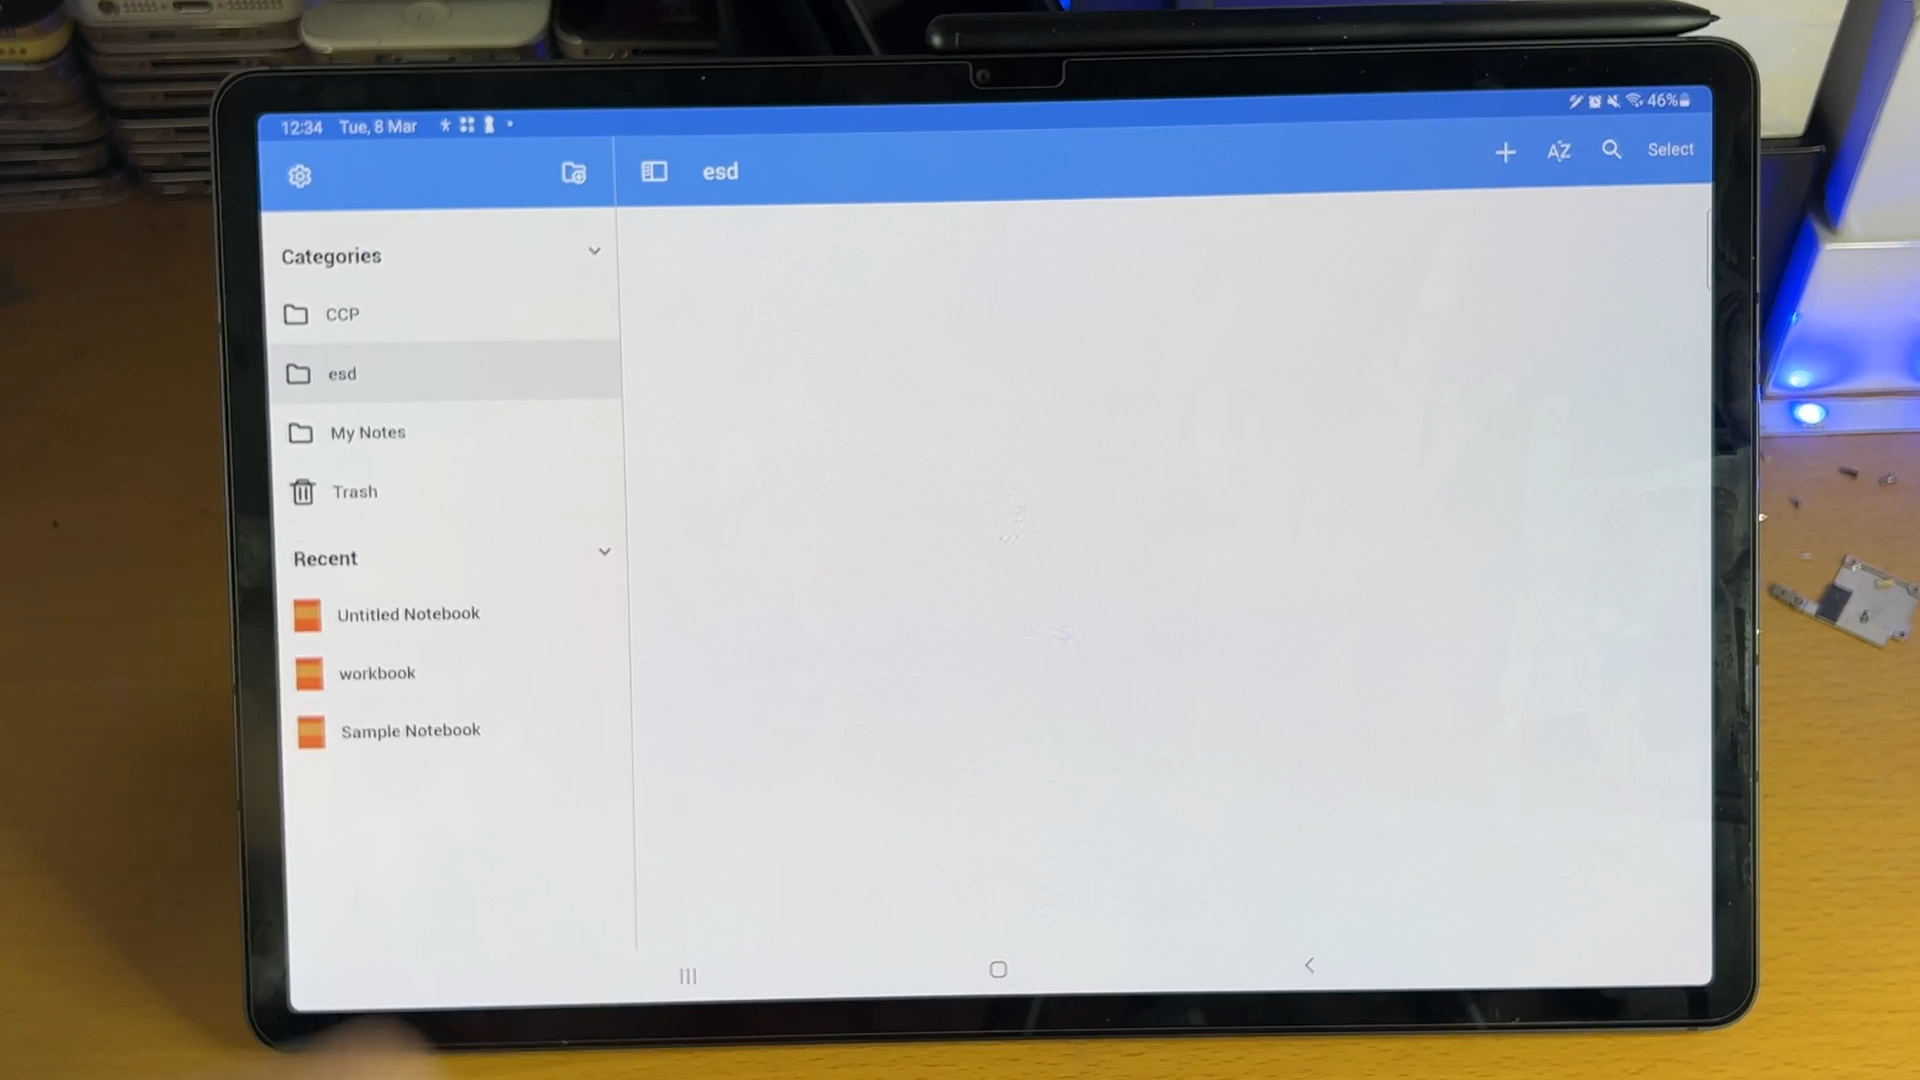 12:34 Tue, 8 Mar
46%
esd
AZ
Select
Categories
CCP
esd
My Notes
Trash
Recent
Untitled Notebook
workbook
Sample Notebook